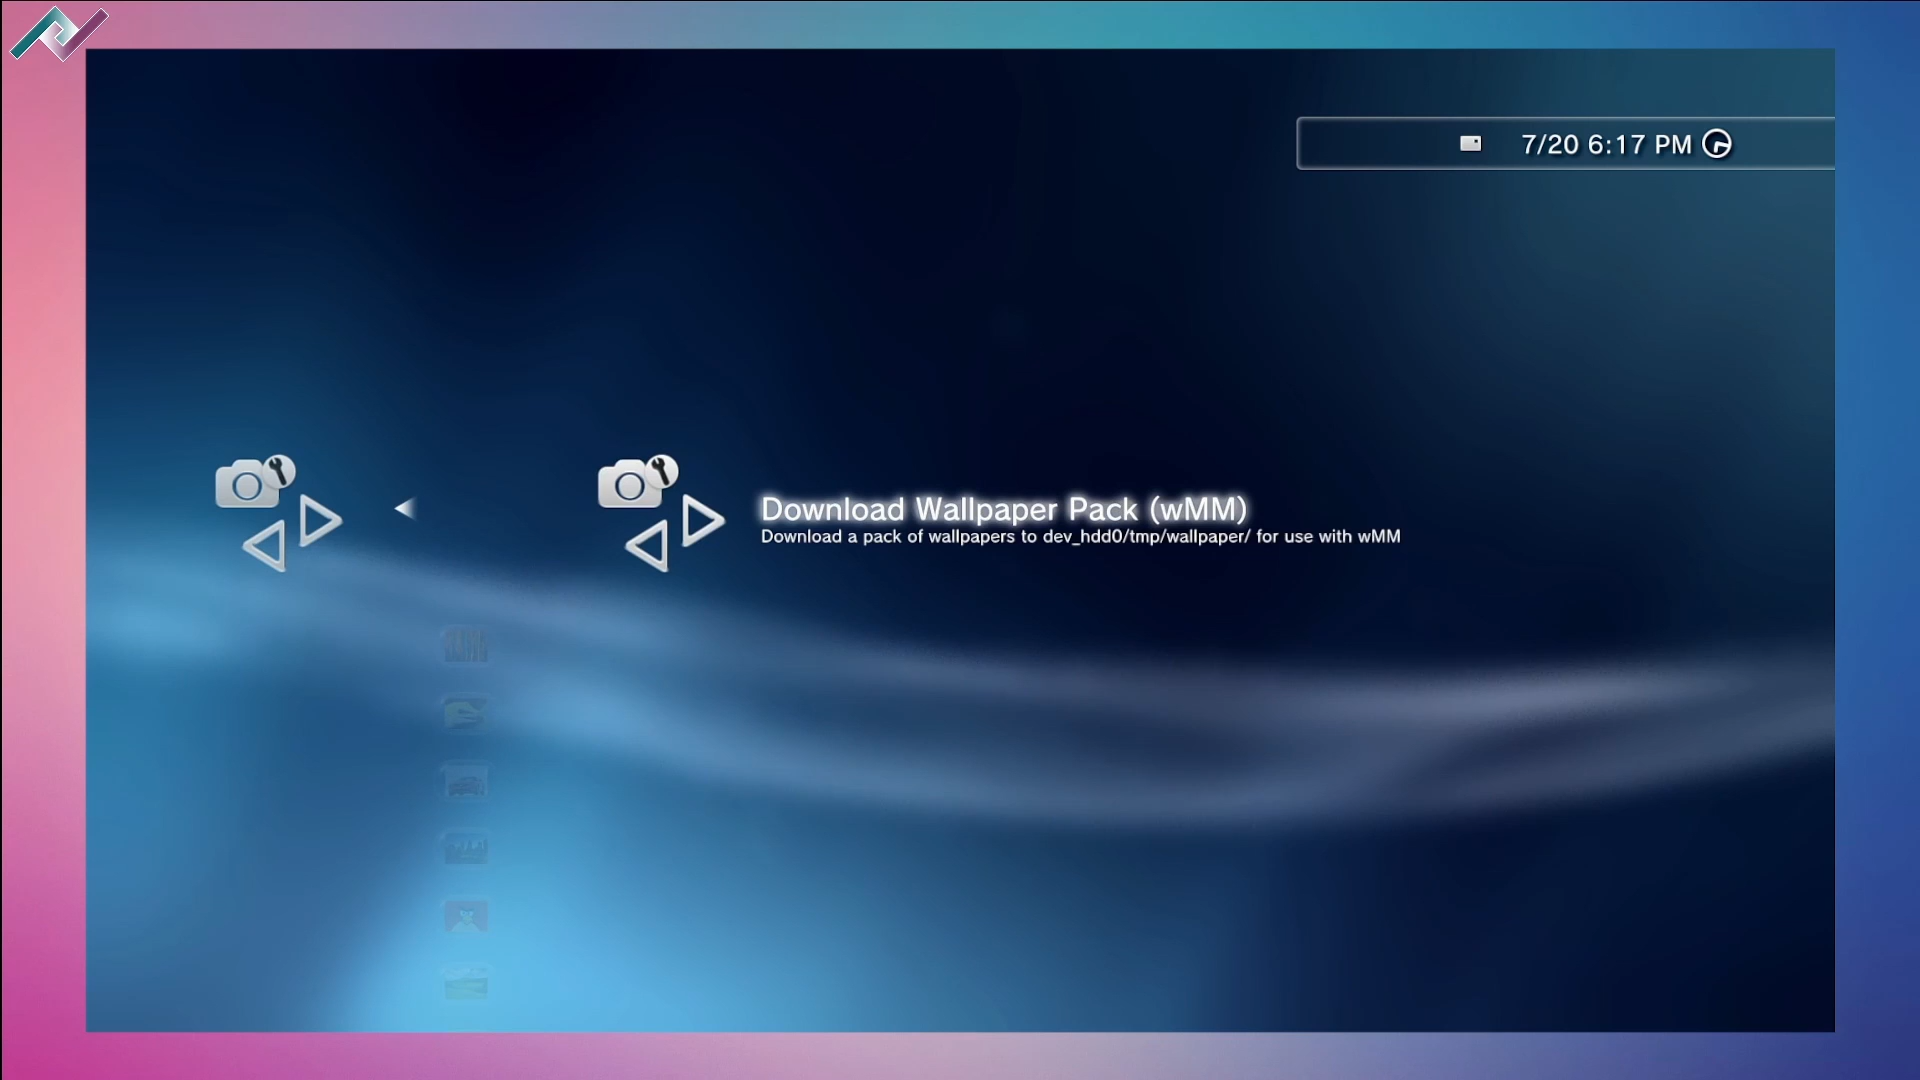 7/20 6:17 PM
Download Wallpaper Pack (wMM)
Download a pack of wallpapers to dev_hdd0/tmp/wallpaper/ for use with wMM